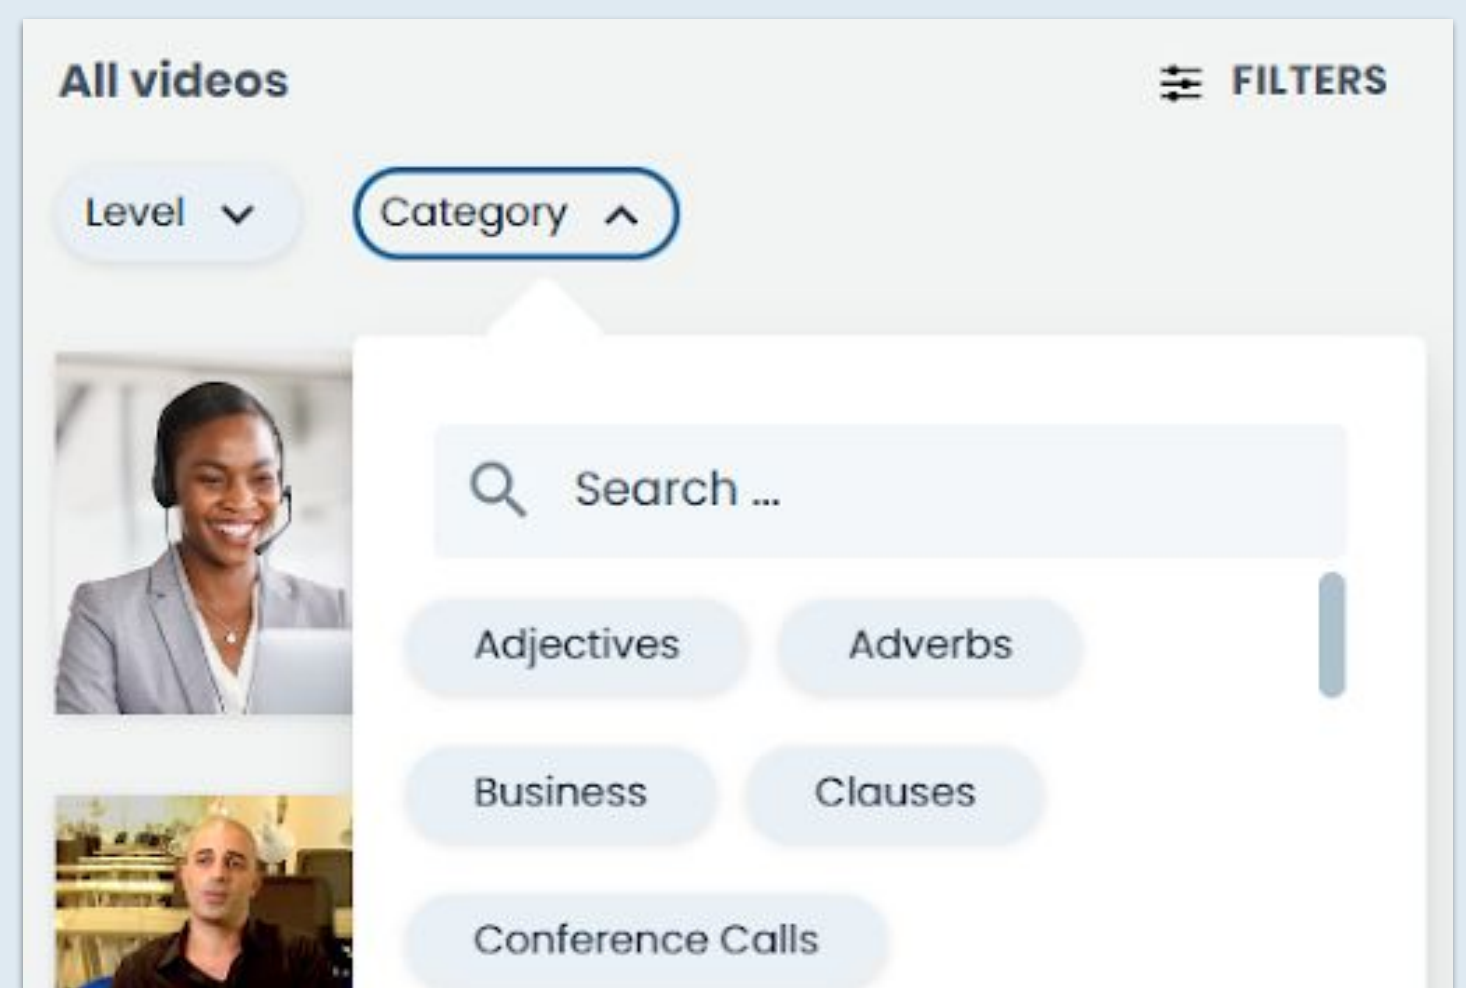 All videos FILTERS
Level Category
Search ...
Adjectives Adverbs
Business Clauses
Conference Calls